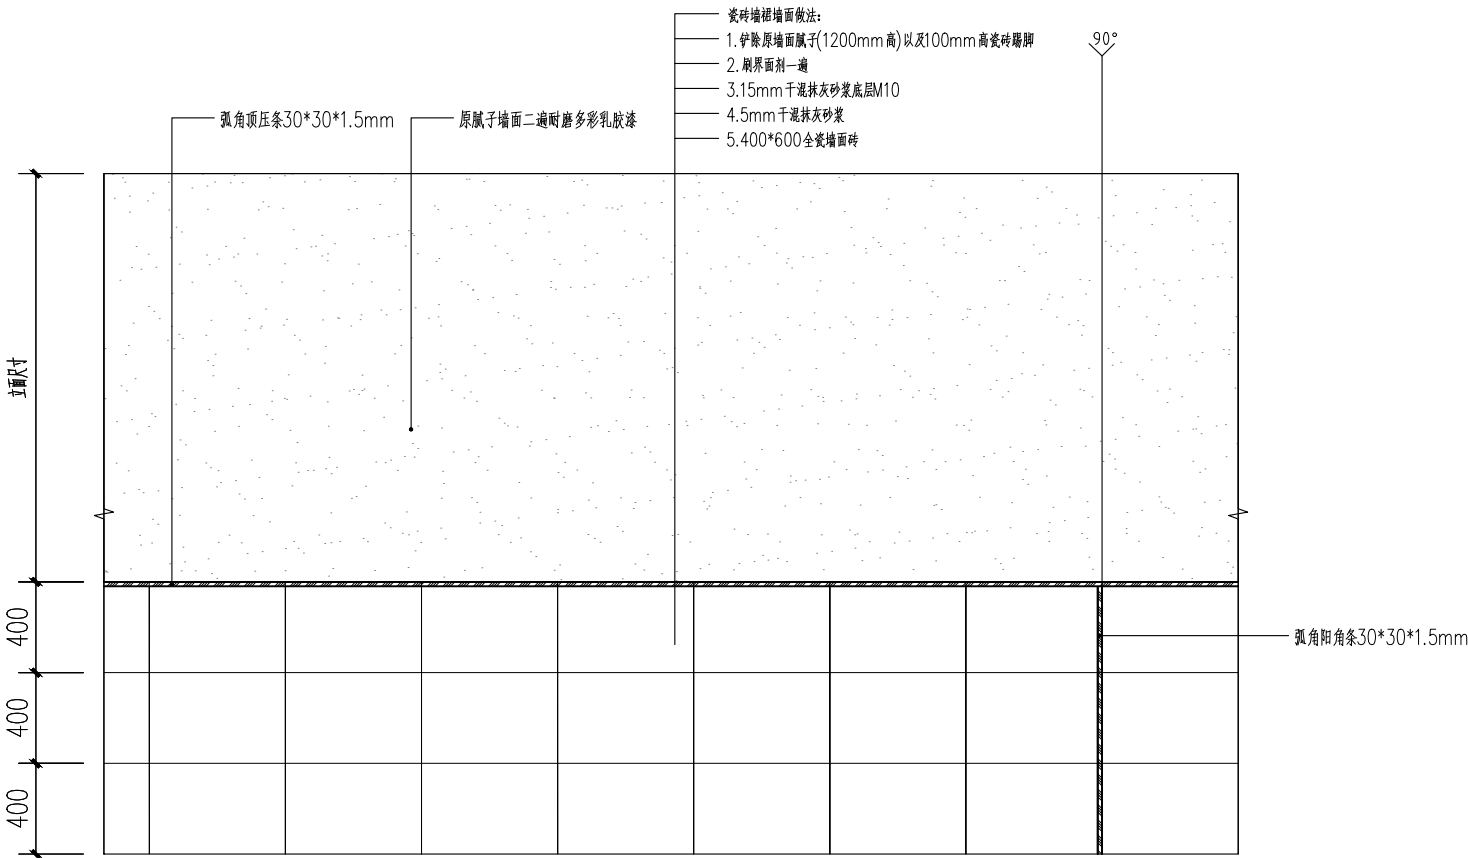 瓷砖墙裙墙面做法:
1.铲除原墙面腻子(1200mm高)以及100mm高瓷砖踢脚
2.刷界面剂一遍
3.15mm干混抹灰砂浆底层M10
4.5mm干混抹灰砂浆
5.400*600全瓷墙面砖
90°
弧角顶压条30*30*1.5mm
原腻子墙面二遍耐磨多彩乳胶漆
立面尺寸
400
弧角阳角条30*30*1.5mm
400
400